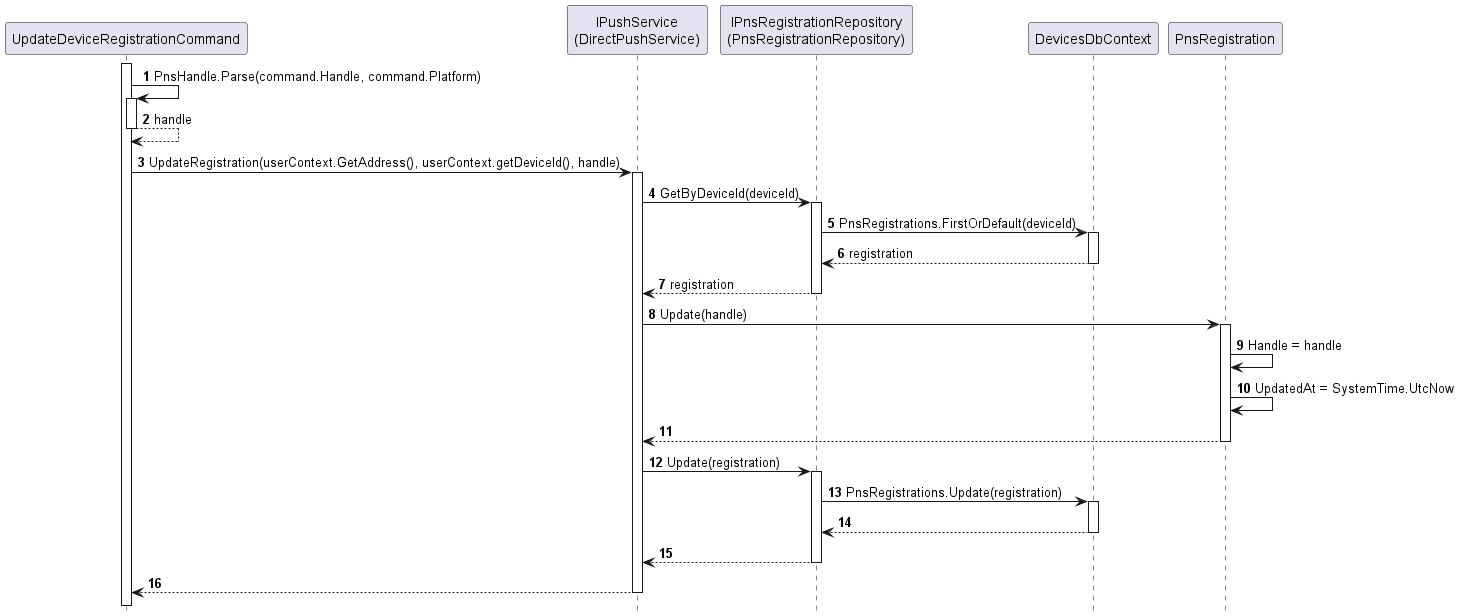 UpdateDeviceRegistrationCommand
IPushService
(DirectPushService)
IPnsRegistrationRepository
(PnsRegistrationRepository)
DevicesDbContext
PnsRegistration
1 PnsHandle.Parse(command.Handle, command.Platform)
2 handle
3 UpdateRegistration(userContext.GetAddress(), userContext.getDeviceId(), handle)
4 GetByDeviceId(deviceId)
5 PnsRegistrations.FirstOrDefault(deviceId)
6 registration
7 registration
8 Update(handle)
9 Handle = handle
10 UpdatedAt = SystemTime.UtcNow
11
12 Update(registration)
13 PnsRegistrations.Update(registration)
14
15
16